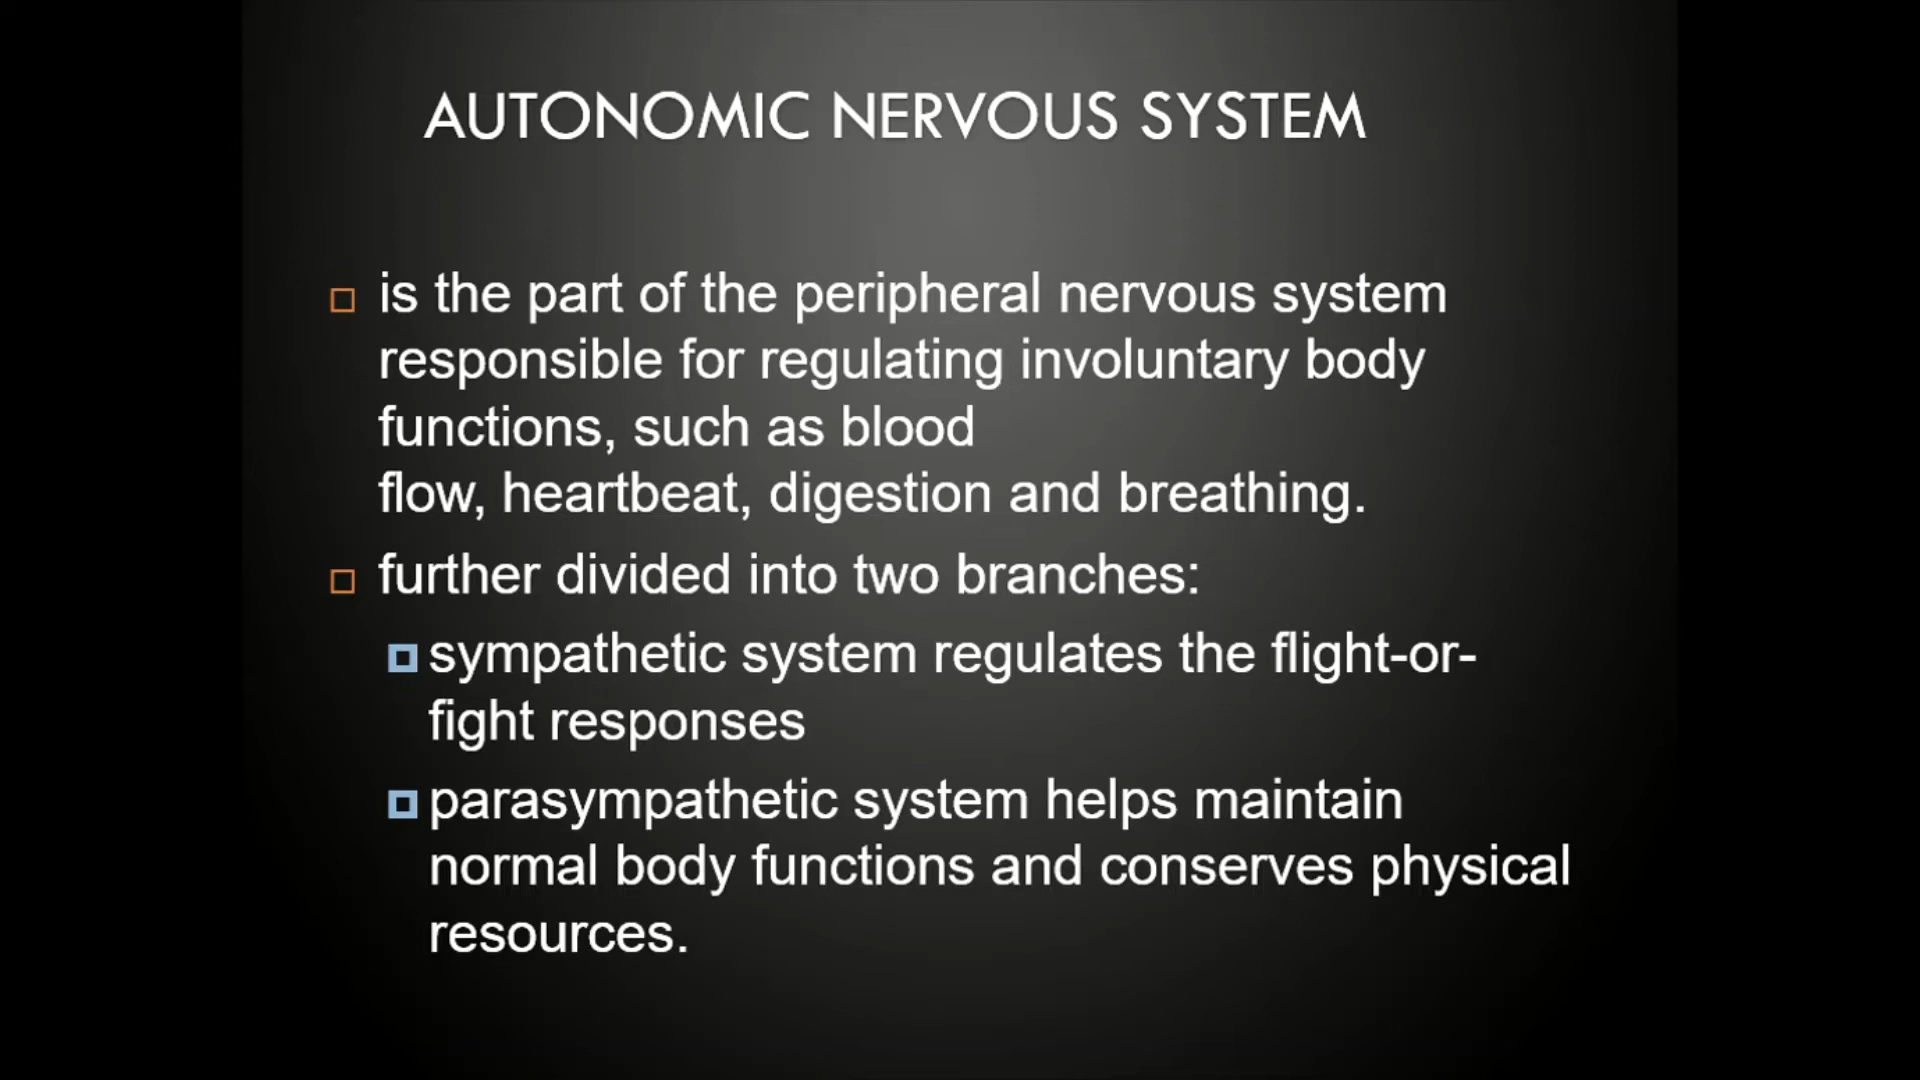 AUTONOMIC NERVOUS SYSTEM
is the part of the peripheral nervous system
responsible for regulating involuntary body
functions, such as blood
flow, heartbeat, digestion and breathing.
further divided into two branches:
sympathetic system regulates the flight-or-
fight responses
parasympathetic system helps maintain
normal body functions and conserves physical
resources.